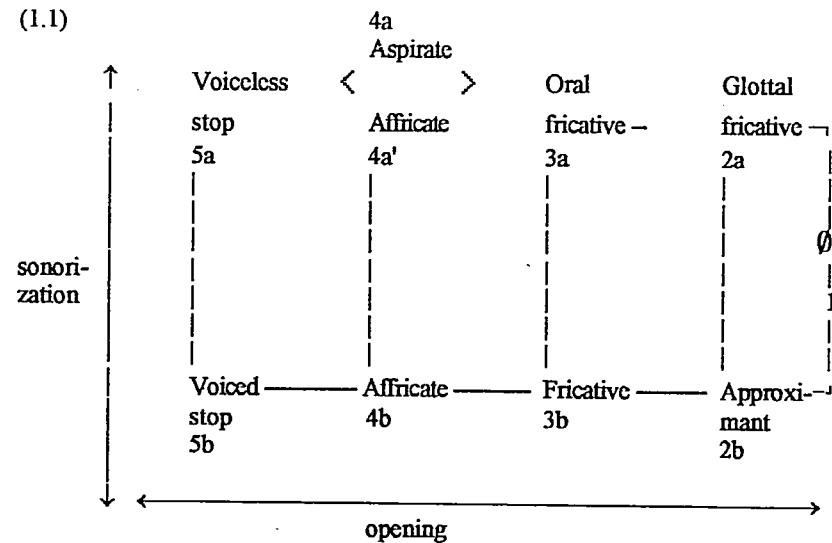 (1.1)
4a
Aspirate
Voiceless < > Oral Glottal
stop Affricate fricative – fricative
5a 4a' 3a 2a
Ø
sonori-
zation
1
Voiced Affricate Fricative Approxi-
stop 4b 3b mant
5b 2b
opening